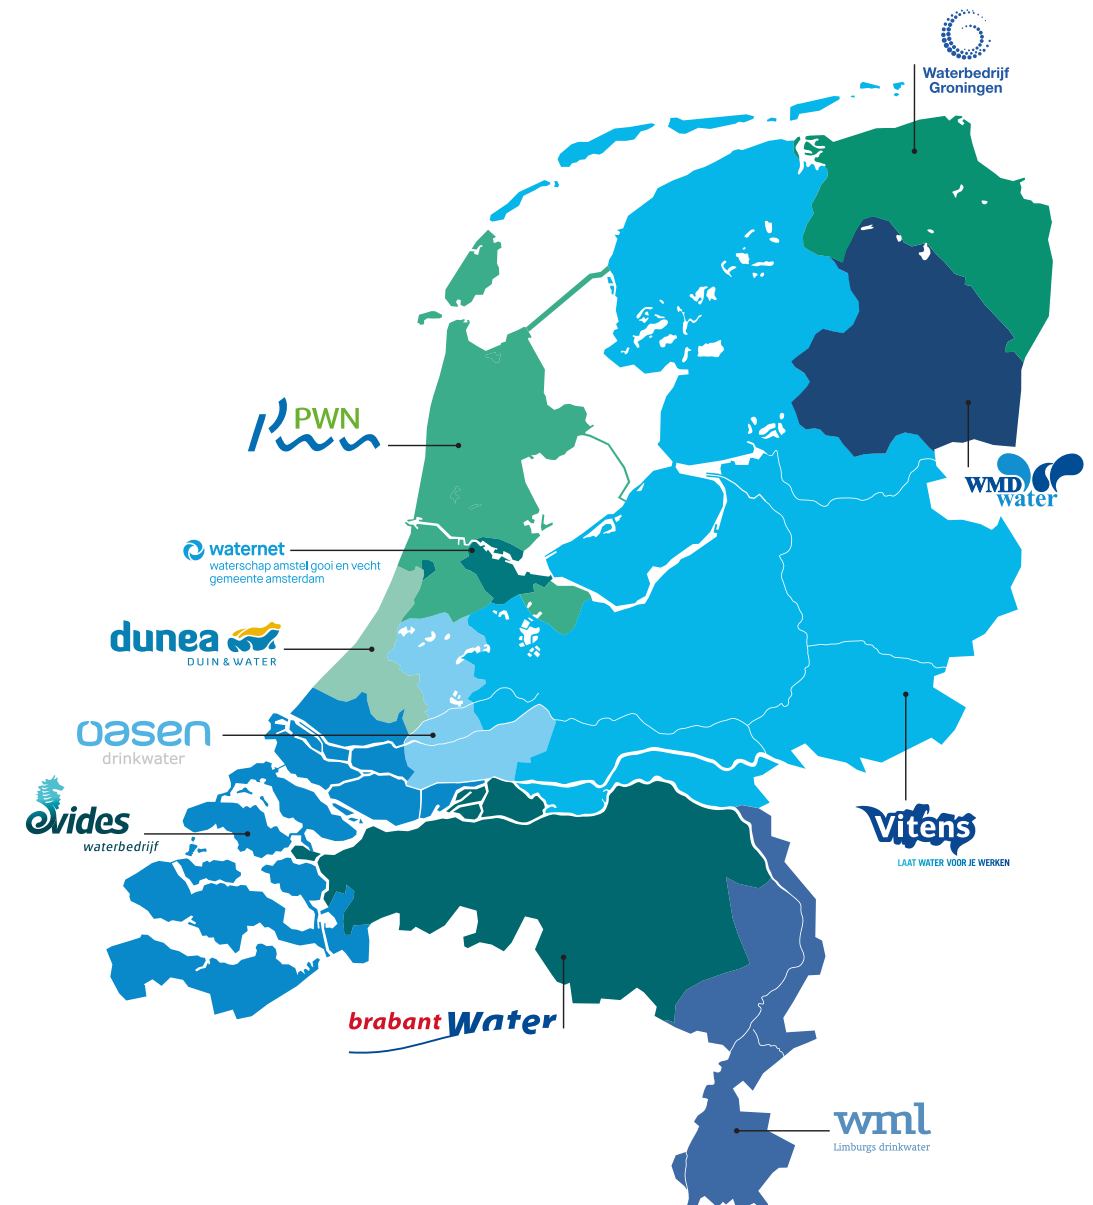 Waterbedrijf
Groningen
PWN
WMD
water
waternet
waterschap amstel gooi en vecht
gemeente amsterdam
dunea
DUIN & WATER
oasen
drinkwater
evides
waterbedrijf
Vitens
LAAT WATER VOOR JE WERKEN
brabant Water
wml
Limburgs drinkwater